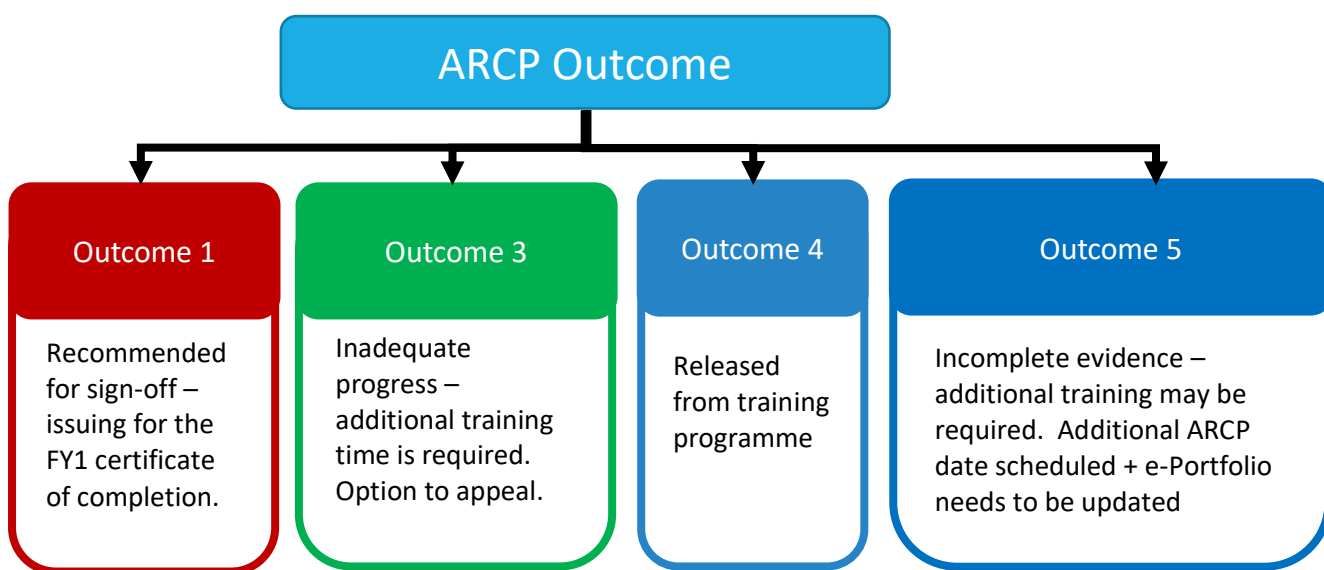 ARCP Outcome
Outcome 1
Recommended
for sign-off –
issuing for the
FY1 certificate
of completion.
Outcome 3
Inadequate
progress –
additional training
time is required.
Option to appeal.
Outcome 4
Released
from training
programme
Outcome 5
Incomplete evidence –
additional training may be
required.  Additional ARCP
date scheduled + e-Portfolio
needs to be updated